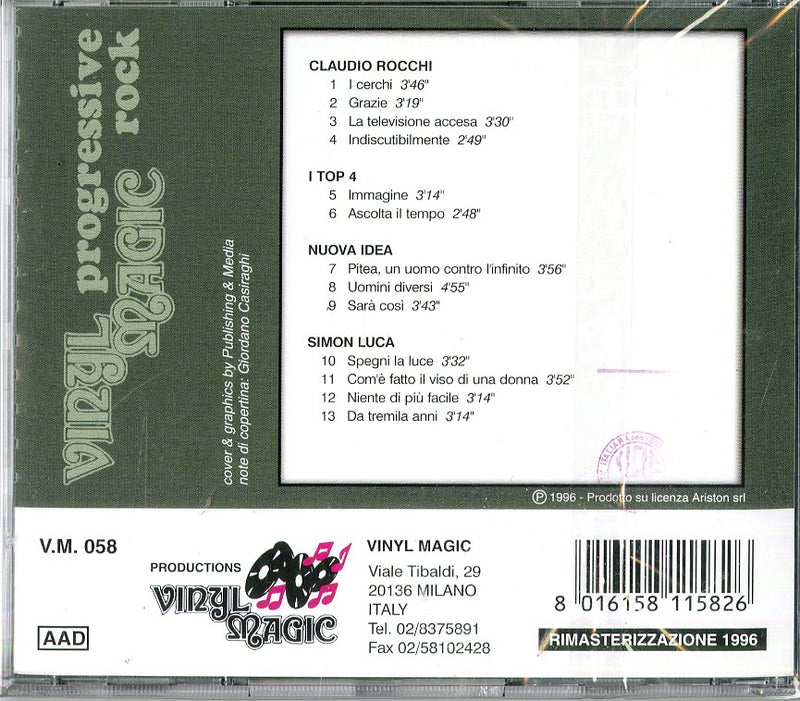 VINYL MAGIC
progressive rock
cover & graphics by Publishing & Media
note di copertina: Giordano Casiraghi
CLAUDIO ROCCHI
1 I cerchi 3'46"
2 Grazie 3'19"
3 La televisione accesa 3'30"
4 Indiscutibilmente 2'49"
I TOP 4
5 Immagine 3'14"
6 Ascolta il tempo 2'48"
NUOVA IDEA
7 Pitea, un uomo contro l'infinito 3'56"
8 Uomini diversi 4'55"
9 Sarà così 3'43"
SIMON LUCA
10 Spegni la luce 3'32"
11 Com'è fatto il viso di una donna 3'52"
12 Niente di più facile 3'14"
13 Da tremila anni 3'14"
ITALIANA
Ⓟ 1996 - Prodotto su licenza Ariston srl
V.M. 058
AAD
PRODUCTIONS
VINYL
MAGIC
VINYL MAGIC
Viale Tibaldi, 29
20136 MILANO
ITALY
Tel. 02/8375891
Fax 02/58102428
8 016158 115826
RIMASTERIZZAZIONE 1996